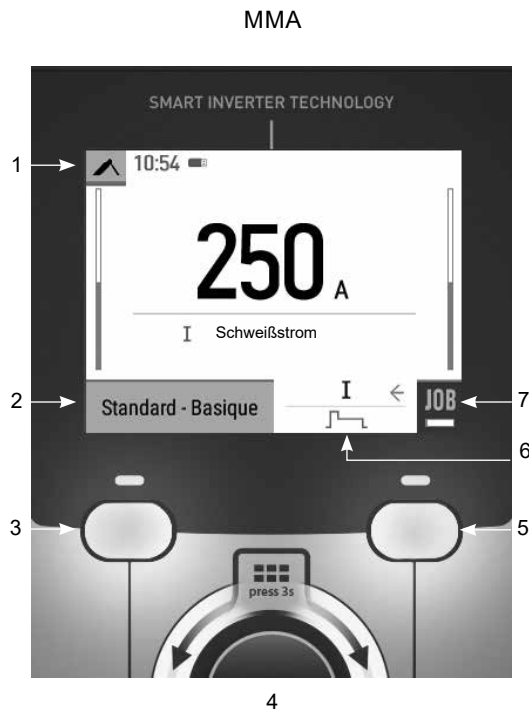 MMA
SMART INVERTER TECHNOLOGY
1
10:54
250 A
I Schweißstrom
2
Standard - Basique
I
JOB
7
6
3
5
press 3s
4